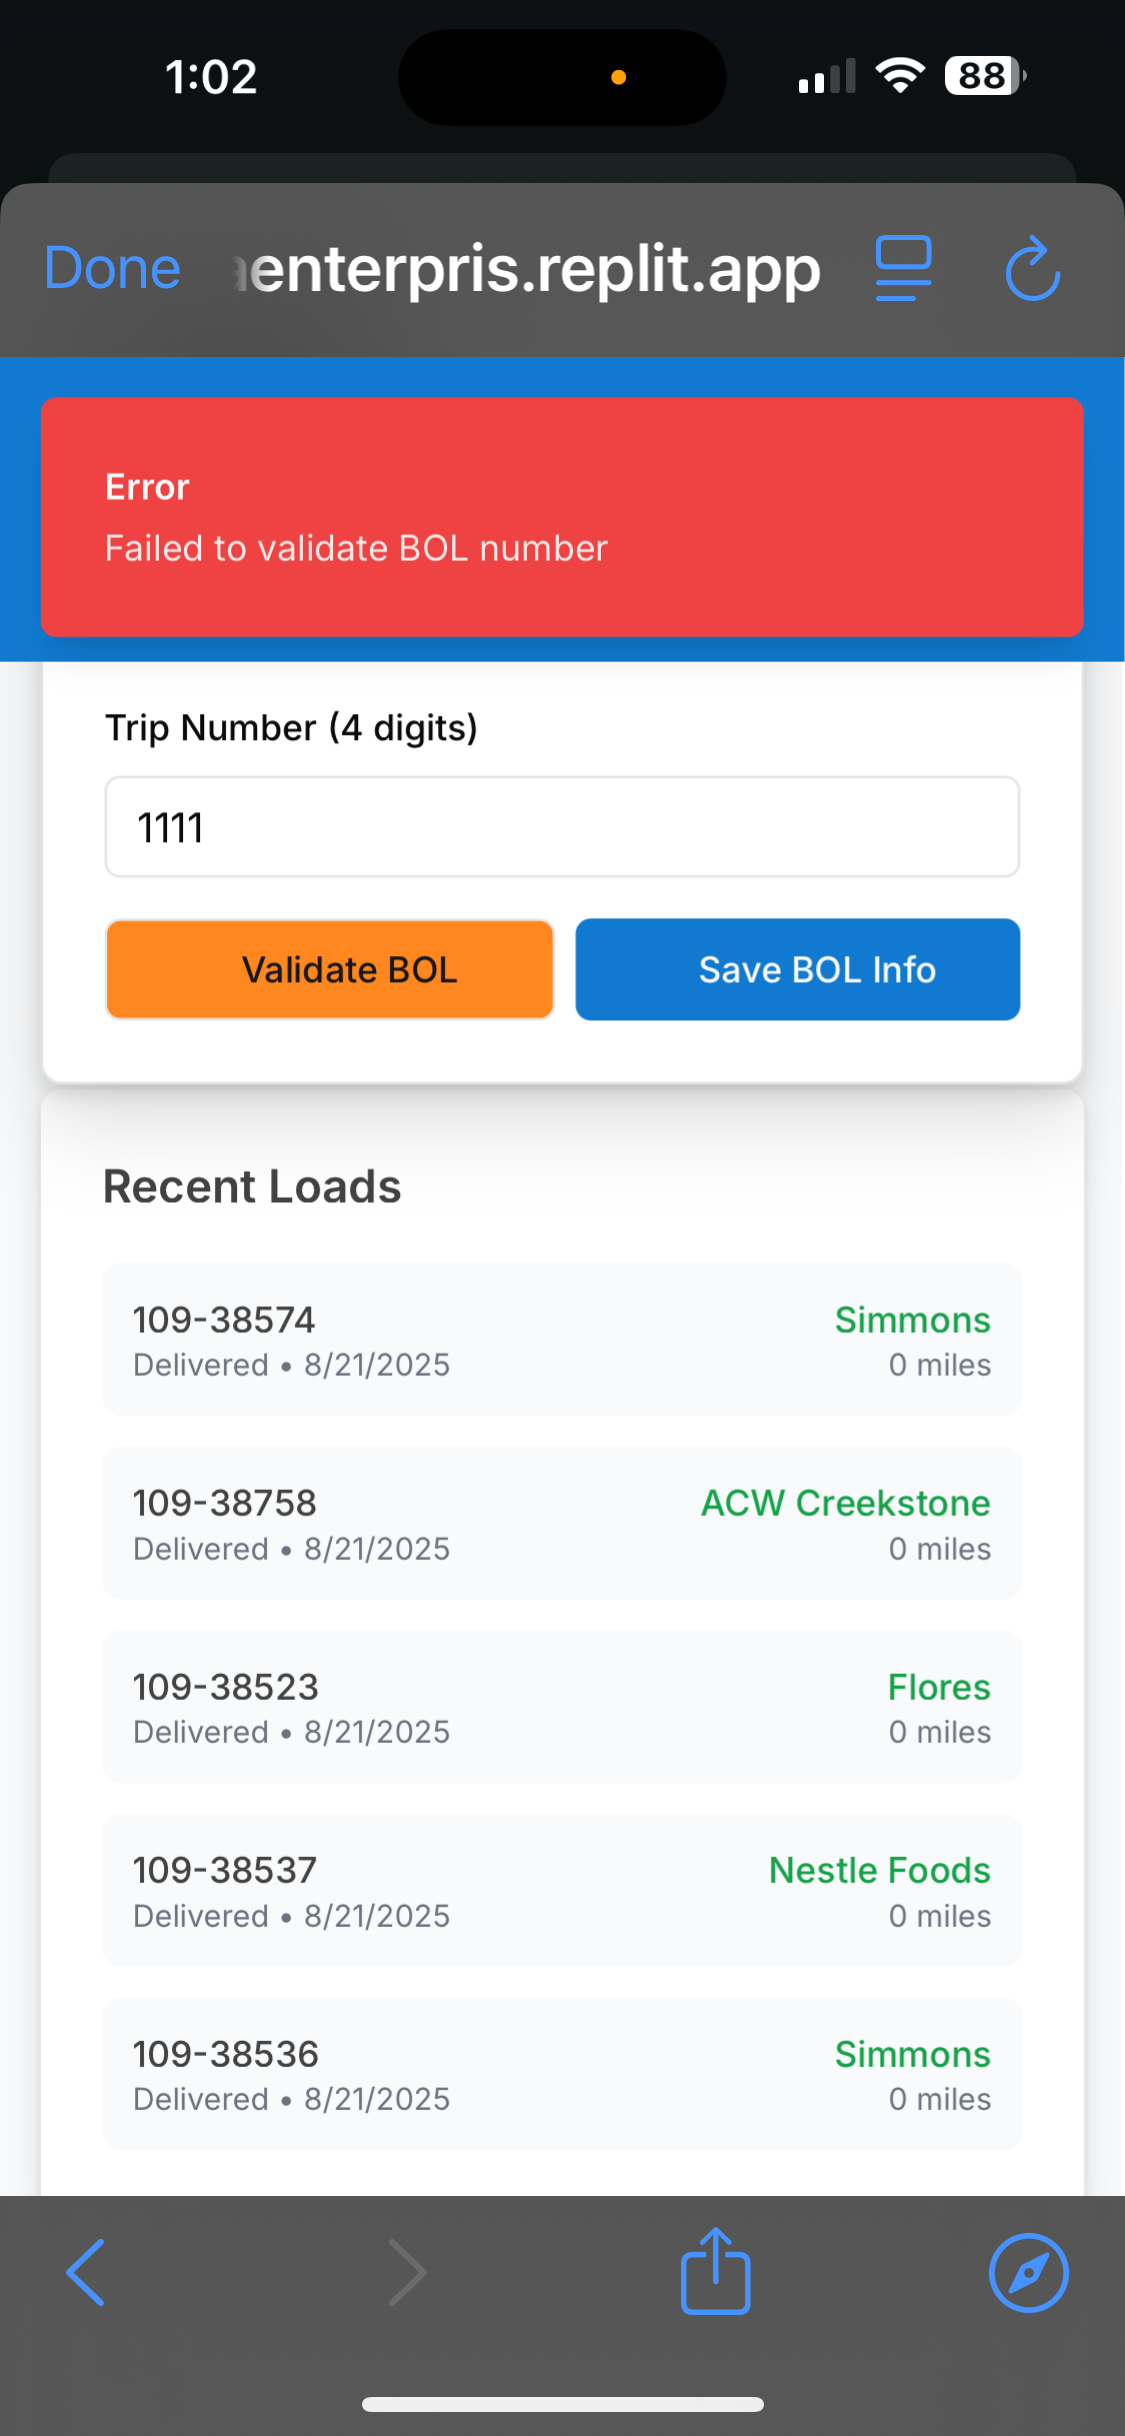 1:02
88
Done
enterpris.replit.app
Error
Failed to validate BOL number
Trip Number (4 digits)
1111
Validate BOL
Save BOL Info
Recent Loads
109-38574
Simmons
Delivered • 8/21/2025
0 miles
109-38758
ACW Creekstone
Delivered • 8/21/2025
0 miles
109-38523
Flores
Delivered • 8/21/2025
0 miles
109-38537
Nestle Foods
Delivered • 8/21/2025
0 miles
109-38536
Simmons
Delivered • 8/21/2025
0 miles